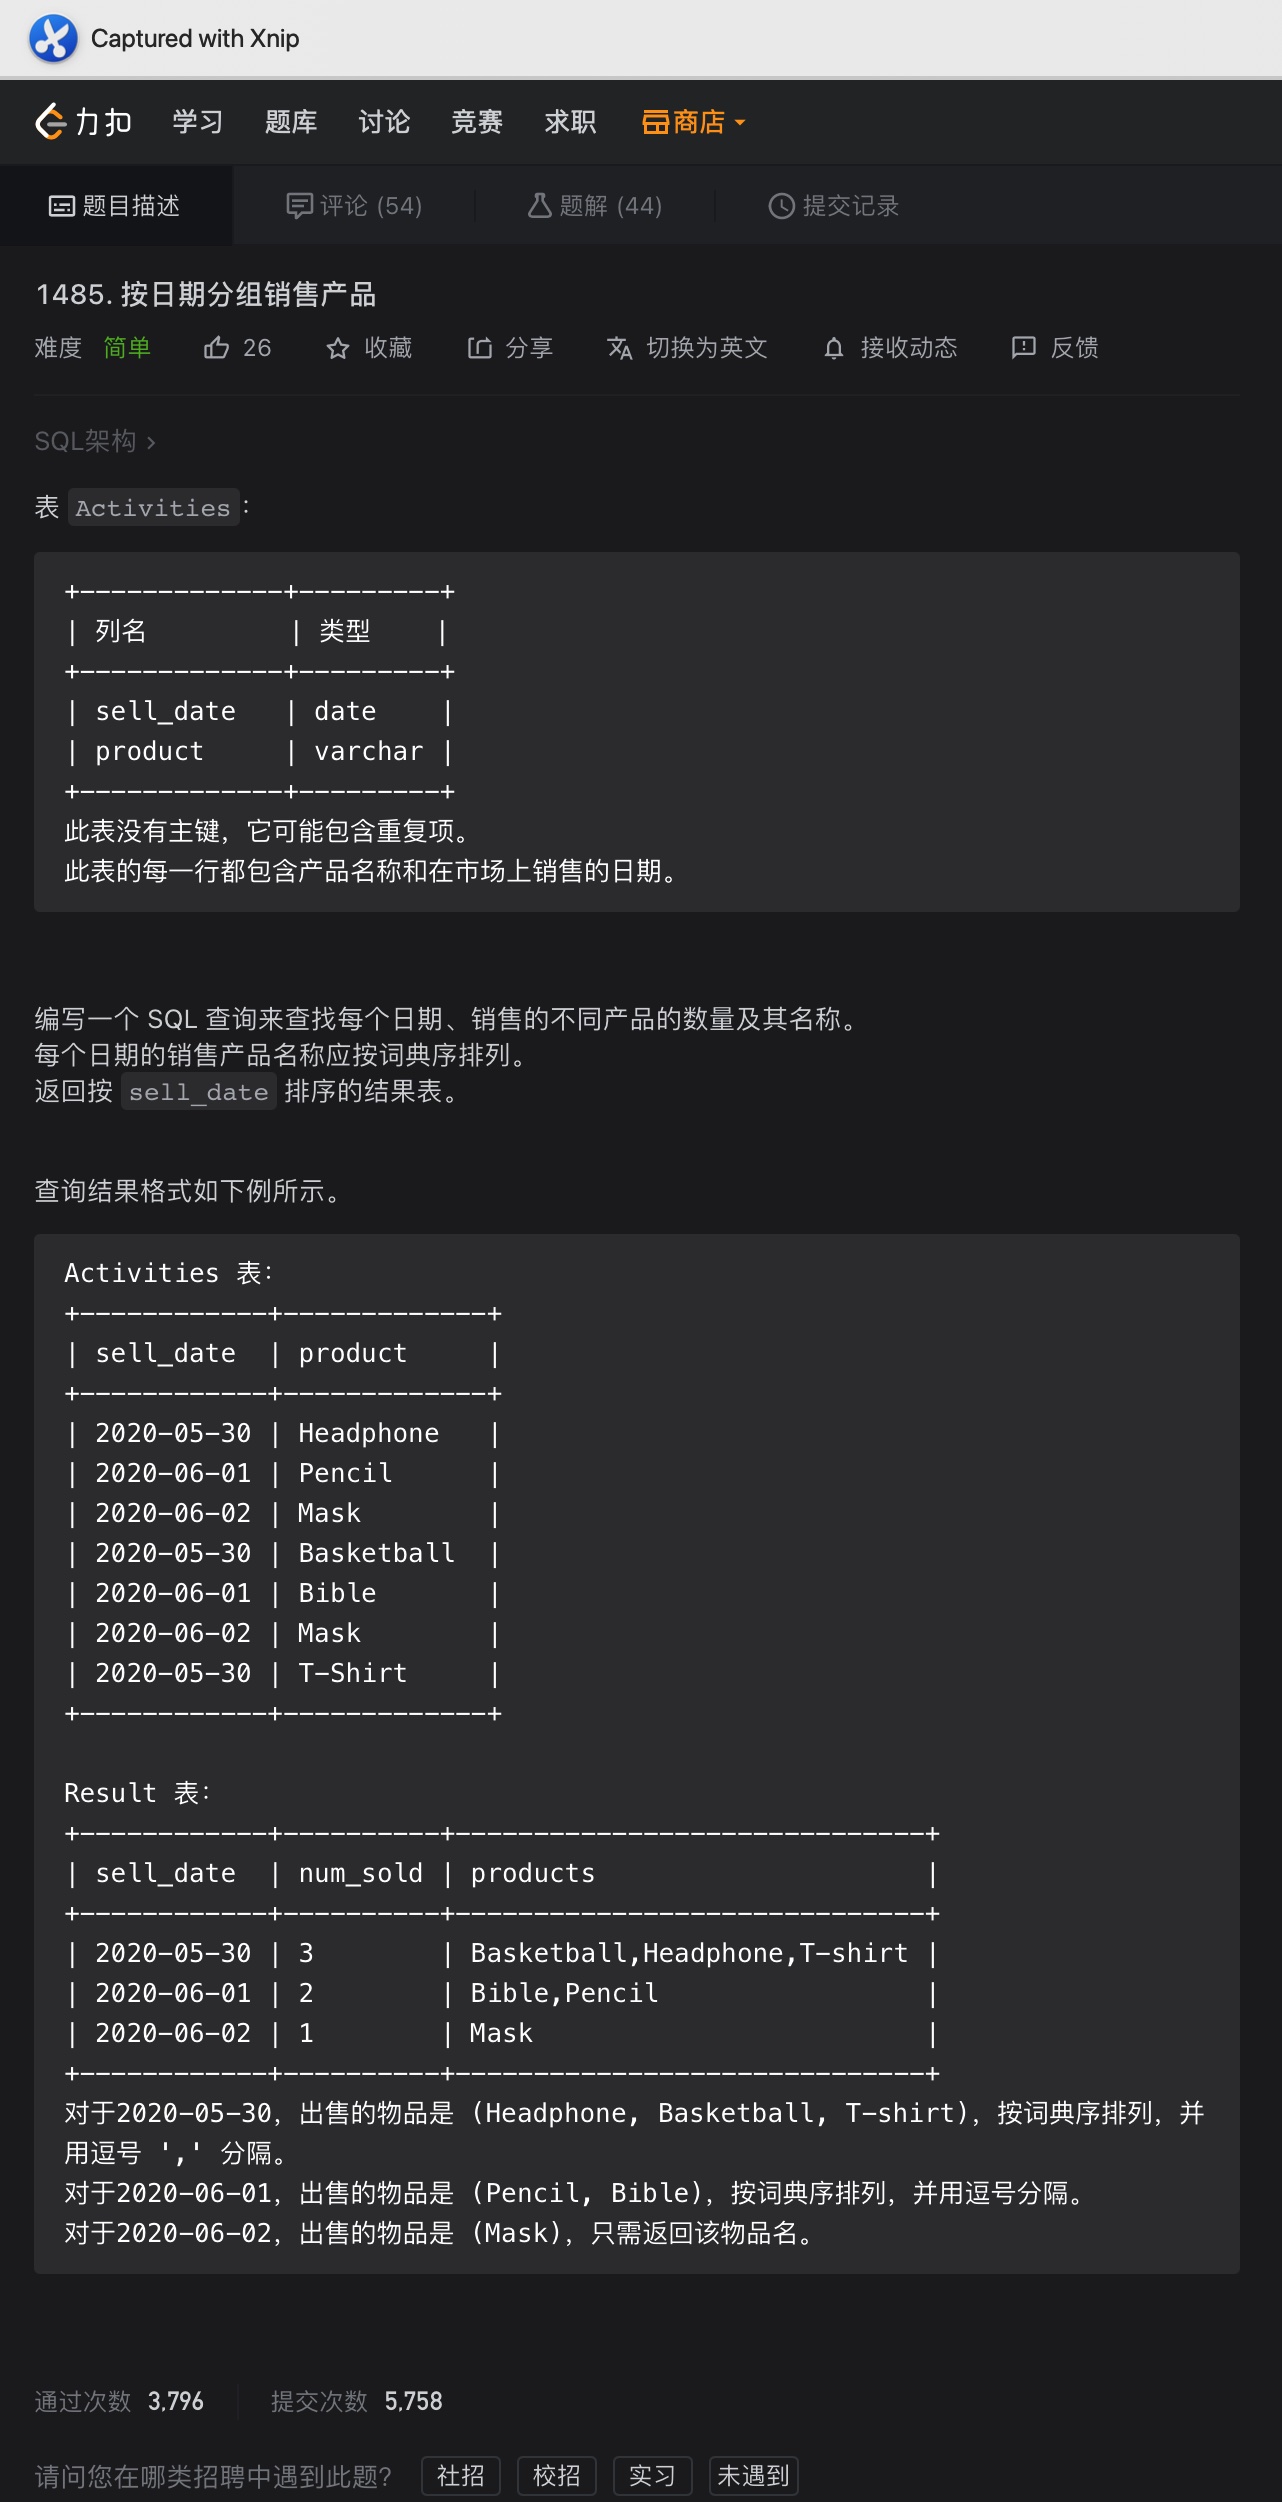 Captured with Xnip
力扣 学习 题库 讨论 竞赛 求职 商店
题目描述 评论 (54) 题解 (44) 提交记录
1485. 按日期分组销售产品
难度 简单 26 收藏 分享 切换为英文 接收动态 反馈
SQL架构 ›
表 Activities：
+-------------+---------+
| 列名         | 类型    |
+-------------+---------+
| sell_date   | date    |
| product     | varchar |
+-------------+---------+
此表没有主键，它可能包含重复项。
此表的每一行都包含产品名称和在市场上销售的日期。
编写一个 SQL 查询来查找每个日期、销售的不同产品的数量及其名称。
每个日期的销售产品名称应按词典序排列。
返回按 sell_date 排序的结果表。
查询结果格式如下例所示。
Activities 表：
+------------+-------------+
| sell_date  | product     |
+------------+-------------+
| 2020-05-30 | Headphone   |
| 2020-06-01 | Pencil      |
| 2020-06-02 | Mask        |
| 2020-05-30 | Basketball  |
| 2020-06-01 | Bible       |
| 2020-06-02 | Mask        |
| 2020-05-30 | T-Shirt     |
+------------+-------------+
Result 表：
+------------+----------+------------------------------+
| sell_date  | num_sold | products                     |
+------------+----------+------------------------------+
| 2020-05-30 | 3        | Basketball,Headphone,T-shirt |
| 2020-06-01 | 2        | Bible,Pencil                 |
| 2020-06-02 | 1        | Mask                         |
+------------+----------+------------------------------+
对于2020-05-30，出售的物品是 (Headphone, Basketball, T-shirt)，按词典序排列，并
用逗号 ',' 分隔。
对于2020-06-01，出售的物品是 (Pencil, Bible)，按词典序排列，并用逗号分隔。
对于2020-06-02，出售的物品是 (Mask)，只需返回该物品名。
通过次数 3,796 提交次数 5,758
请问您在哪类招聘中遇到此题? 社招 校招 实习 未遇到